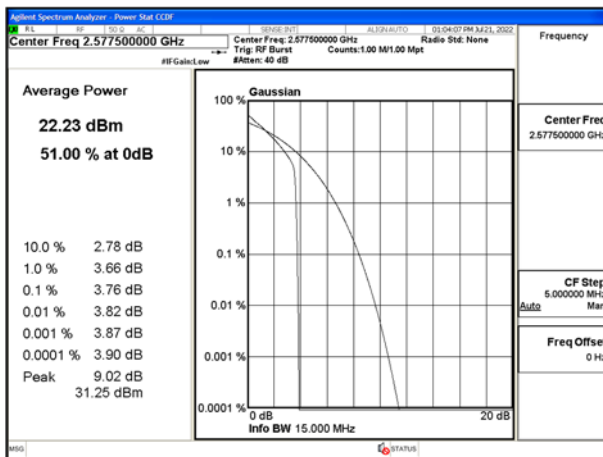 Agilent Spectrum Analyzer - Power Stat CCDF
RL RF 50 Ω AC SENSE:INT ALIGNAUTO 01:04:07 PM Jul 21, 2022
Center Freq 2.577500000 GHz
Center Freq: 2.577500000 GHz Radio Std: None
Trig: RF Burst Counts:1.00 M/1.00 Mpt
#IFGain:Low #Atten: 40 dB
Frequency
Average Power
22.23 dBm
51.00 % at 0dB
10.0 % 2.78 dB
1.0 % 3.66 dB
0.1 % 3.76 dB
0.01 % 3.82 dB
0.001 % 3.87 dB
0.0001 % 3.90 dB
Peak 9.02 dB
31.25 dBm
Gaussian
100 %
10 %
1 %
0.1 %
0.01 %
0.001 %
0.0001 %
0 dB 20 dB
Info BW 15.000 MHz
Center Freq
2.577500000 GHz
CF Step
5.000000 MHz
Auto Man
Freq Offset
0 Hz
MSG STATUS